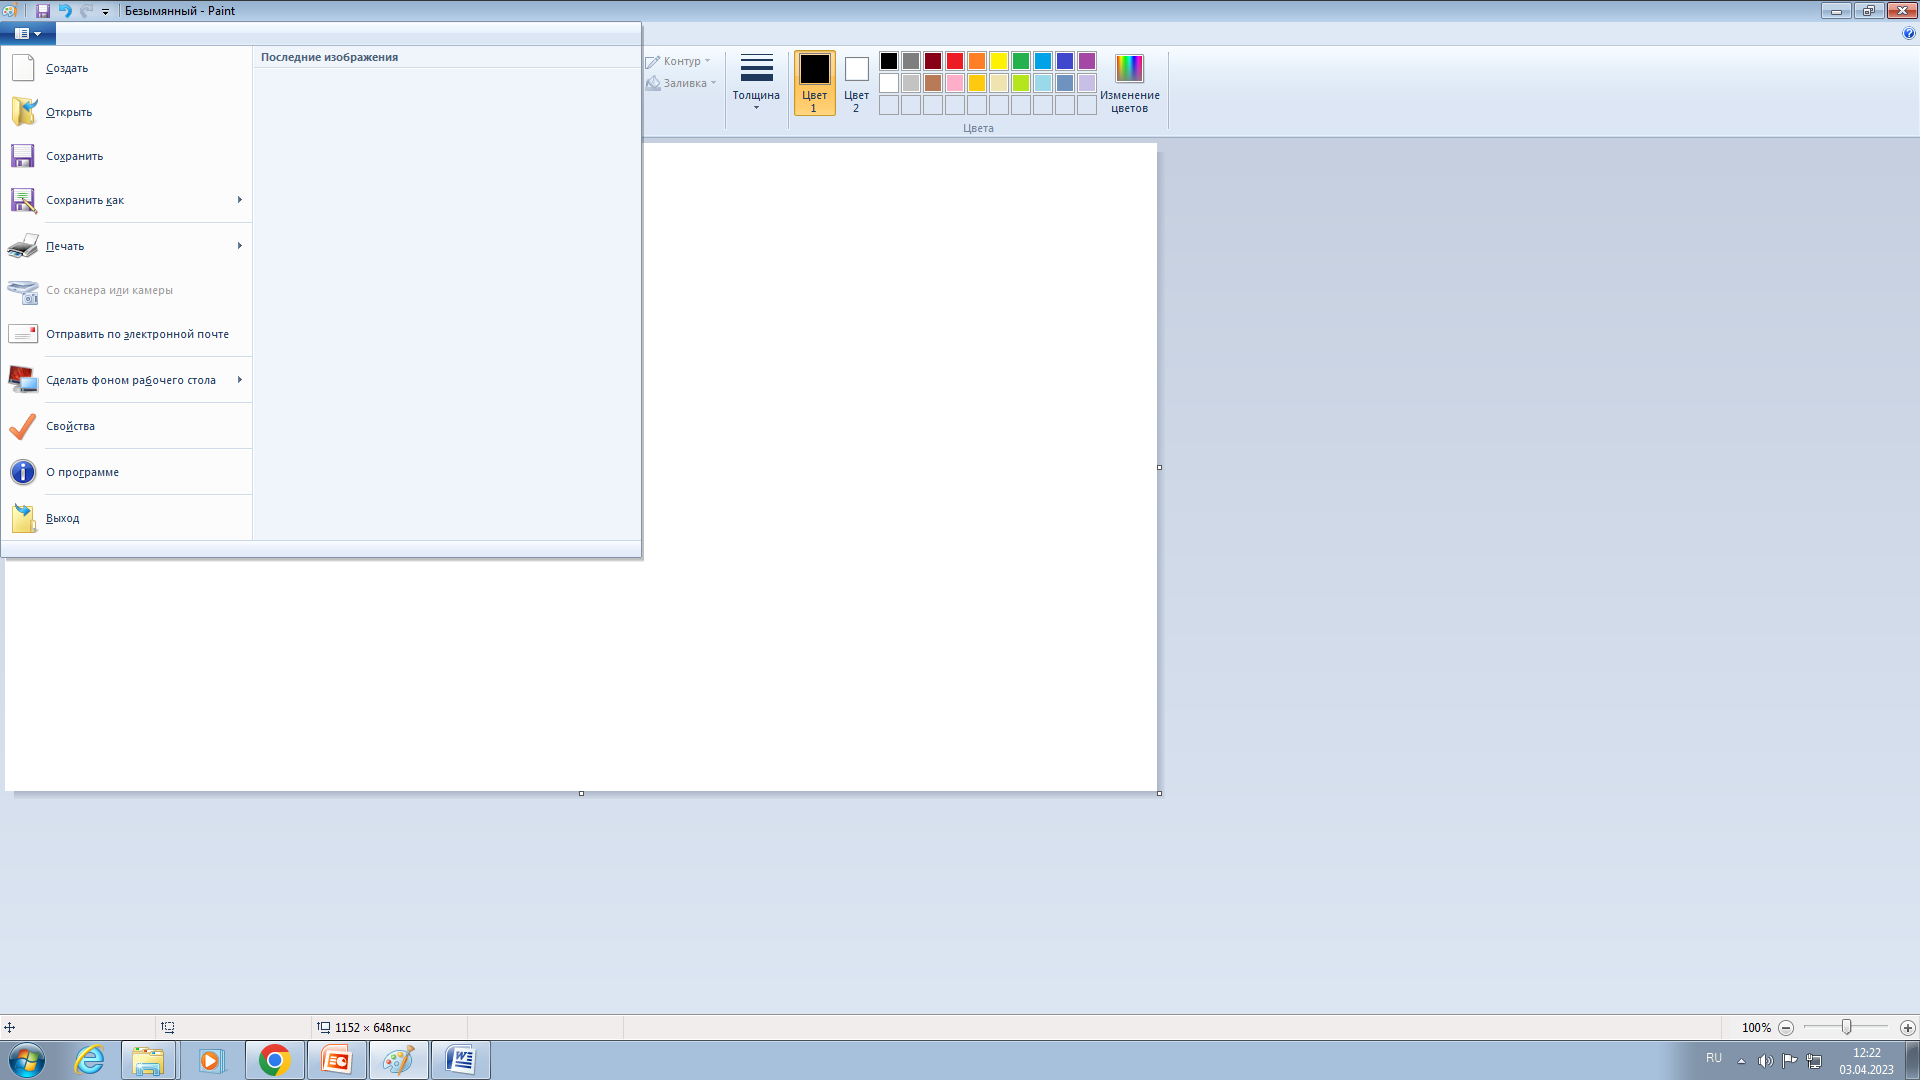 Безымянный - Paint
Создать
Открыть
Сохранить
Сохранить как
Печать
Со сканера или камеры
Отправить по электронной почте
Сделать фоном рабочего стола
Свойства
О программе
Выход
Последние изображения
Контур
Заливка
Толщина
Цвет
1
Цвет
2
Изменение
цветов
Цвета
1152 × 648пкс
100%
RU
12:22
03.04.2023